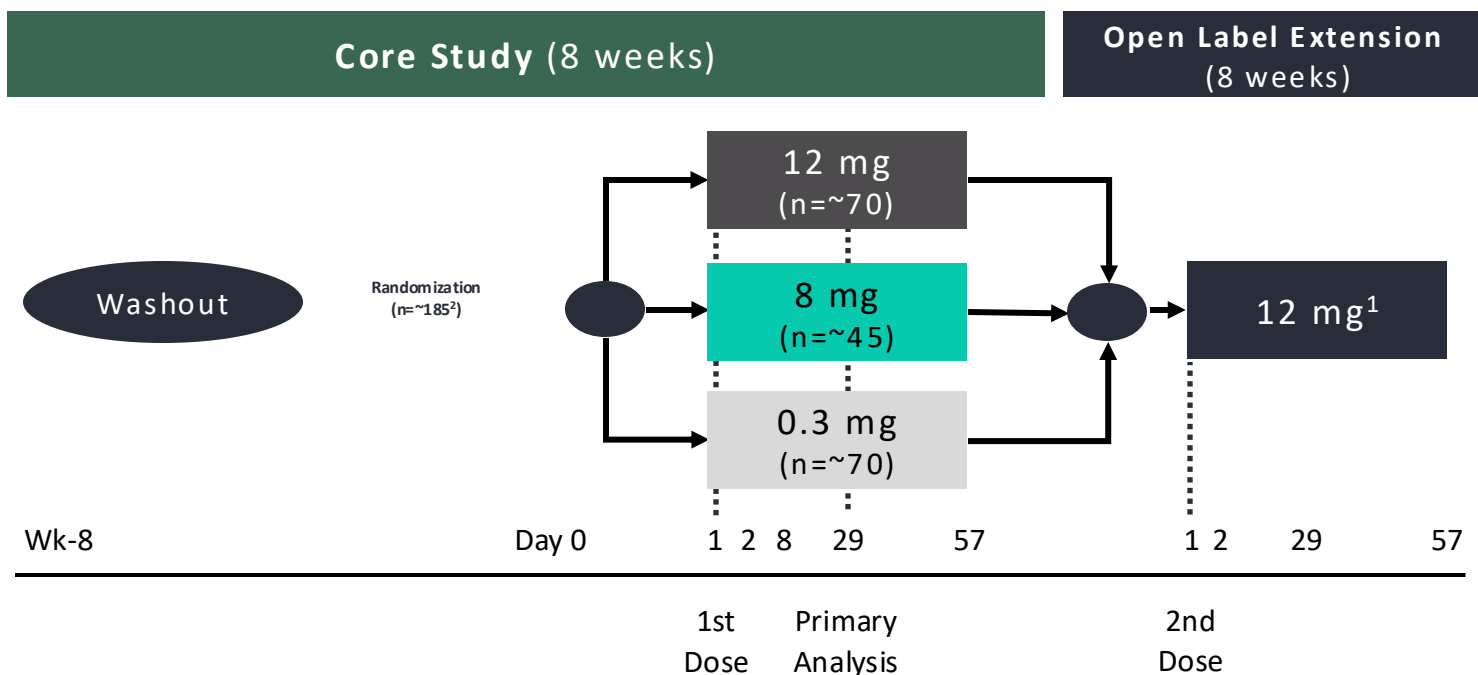 Core Study (8 weeks)
Open Label Extension
(8 weeks)
12 mg
(n=~70)
Washout
Randomization
(n=~185²)
8 mg
(n=~45)
12 mg¹
0.3 mg
(n=~70)
Wk-8 Day 0 1 2 8 29 57 1 2 29 57
1st Primary 2nd
Dose Analysis Dose